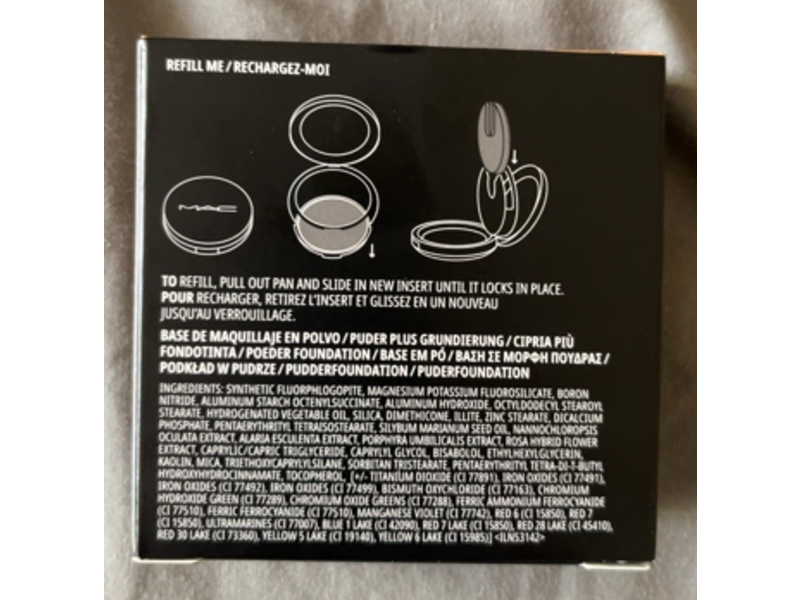 REFILL ME / RECHARGEZ-MOI
MAC
TO REFILL, PULL OUT PAN AND SLIDE IN NEW INSERT UNTIL IT LOCKS IN PLACE.
POUR RECHARGER, RETIREZ L'INSERT ET GLISSEZ EN UN NOUVEAU
JUSQU'AU VERROUILLAGE.
BASE DE MAQUILLAJE EN POLVO / PUDER PLUS GRUNDIERUNG / CIPRIA PIÙ
FONDOTINTA / POEDER FOUNDATION / BASE EM PÓ / ΒΑΣΗ ΣΕ ΜΟΡΦΗ ΠΟΥΔΡΑΣ /
PODKŁAD W PUDRZE / PUDDERFOUNDATION / PUDERFOUNDATION
INGREDIENTS: SYNTHETIC FLUORPHLOGOPITE, MAGNESIUM POTASSIUM FLUOROSILICATE, BORON
NITRIDE, ALUMINUM STARCH OCTENYLSUCCINATE, ALUMINUM HYDROXIDE, OCTYLDODECYL STEAROYL
STEARATE, HYDROGENATED VEGETABLE OIL, SILICA, DIMETHICONE, ILLITE, ZINC STEARATE, DICALCIUM
PHOSPHATE, PENTAERYTHRITYL TETRAISOSTEARATE, SILYBUM MARIANUM SEED OIL, NANNOCHLOROPSIS
OCULATA EXTRACT, ALARIA ESCULENTA EXTRACT, PORPHYRA UMBILICALIS EXTRACT, ROSA HYBRID FLOWER
EXTRACT, CAPRYLIC/CAPRIC TRIGLYCERIDE, CAPRYLYL GLYCOL, BISABOLOL, ETHYLHEXYLGLYCERIN,
KAOLIN, MICA, TRIETHOXYCAPRYLYLSILANE, SORBITAN TRISTEARATE, PENTAERYTHRITYL TETRA-DI-T-BUTYL
HYDROXYHYDROCINNAMATE, TOCOPHEROL, [+/- TITANIUM DIOXIDE (CI 77891), IRON OXIDES (CI 77491),
IRON OXIDES (CI 77492), IRON OXIDES (CI 77499), BISMUTH OXYCHLORIDE (CI 77163), CHROMIUM
HYDROXIDE GREEN (CI 77289), CHROMIUM OXIDE GREENS (CI 77288), FERRIC AMMONIUM FERROCYANIDE
(CI 77510), FERRIC FERROCYANIDE (CI 77510), MANGANESE VIOLET (CI 77742), RED 6 (CI 15850), RED 7
(CI 15850), ULTRAMARINES (CI 77007), BLUE 1 LAKE (CI 42090), RED 7 LAKE (CI 15850), RED 28 LAKE (CI 45410),
RED 30 LAKE (CI 73360), YELLOW 5 LAKE (CI 19140), YELLOW 6 LAKE (CI 15985)] <ILN53142>